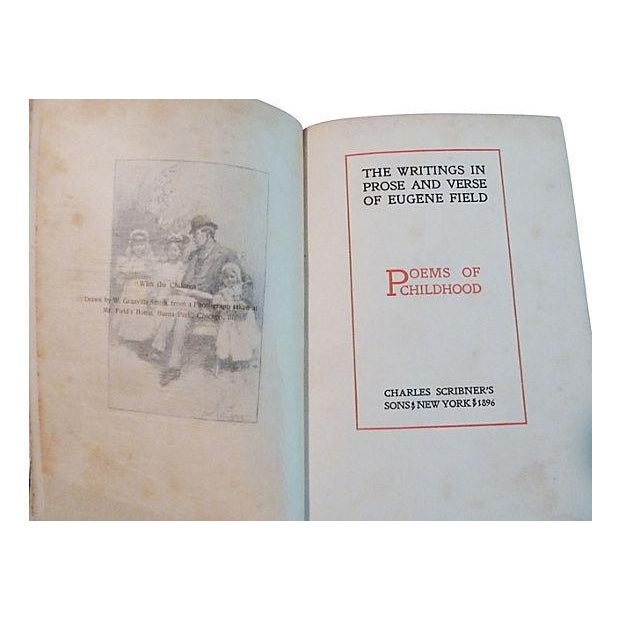 "With the Children"
Drawn by W. Granville Smith from a Photograph taken at
Mr. Field's Home, Buena Park, Chicago,
THE WRITINGS IN
PROSE AND VERSE
OF EUGENE FIELD
POEMS OF
CHILDHOOD
CHARLES SCRIBNER'S
SONS NEW YORK 1896